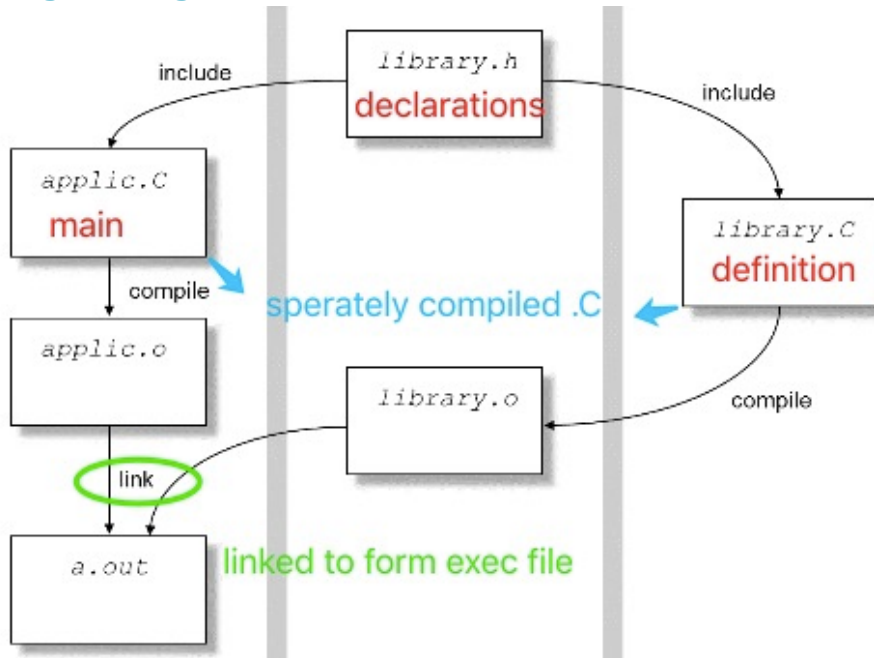 library.h
declarations
include
include
applic.C
main
library.C
definition
compile
sperately compiled .C
applic.o
library.o
compile
link
a.out
linked to form exec file